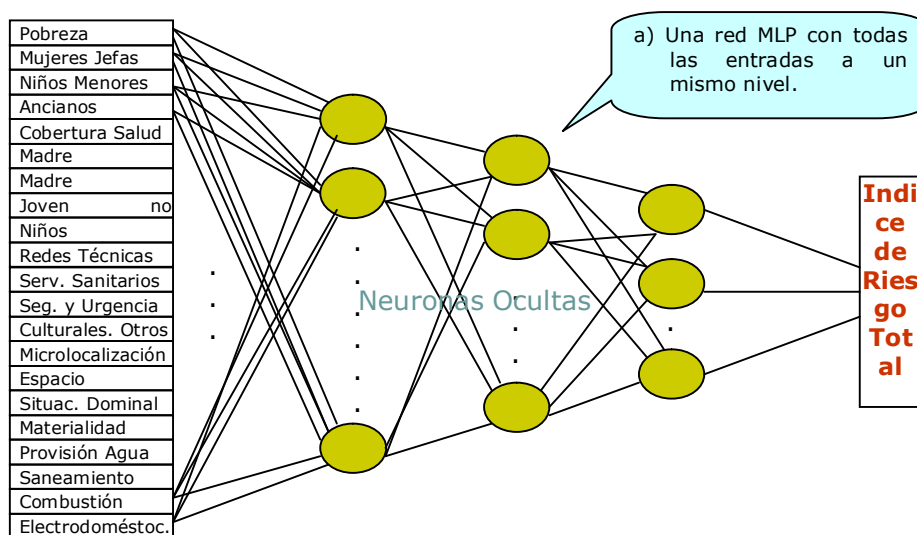 Pobreza
Mujeres Jefas
Niños Menores
Ancianos
Cobertura Salud
Madre
Madre
Joven no
Niños
Redes Técnicas
Serv. Sanitarios
Seg. y Urgencia
Culturales. Otros
Microlocalización
Espacio
Situac. Dominal
Materialidad
Provisión Agua
Saneamiento
Combustión
Electrodoméstoc.
Neuronas Ocultas
a) Una red MLP con todas
las entradas a un
mismo nivel.
Indi
ce
de
Ries
go
Tot
al